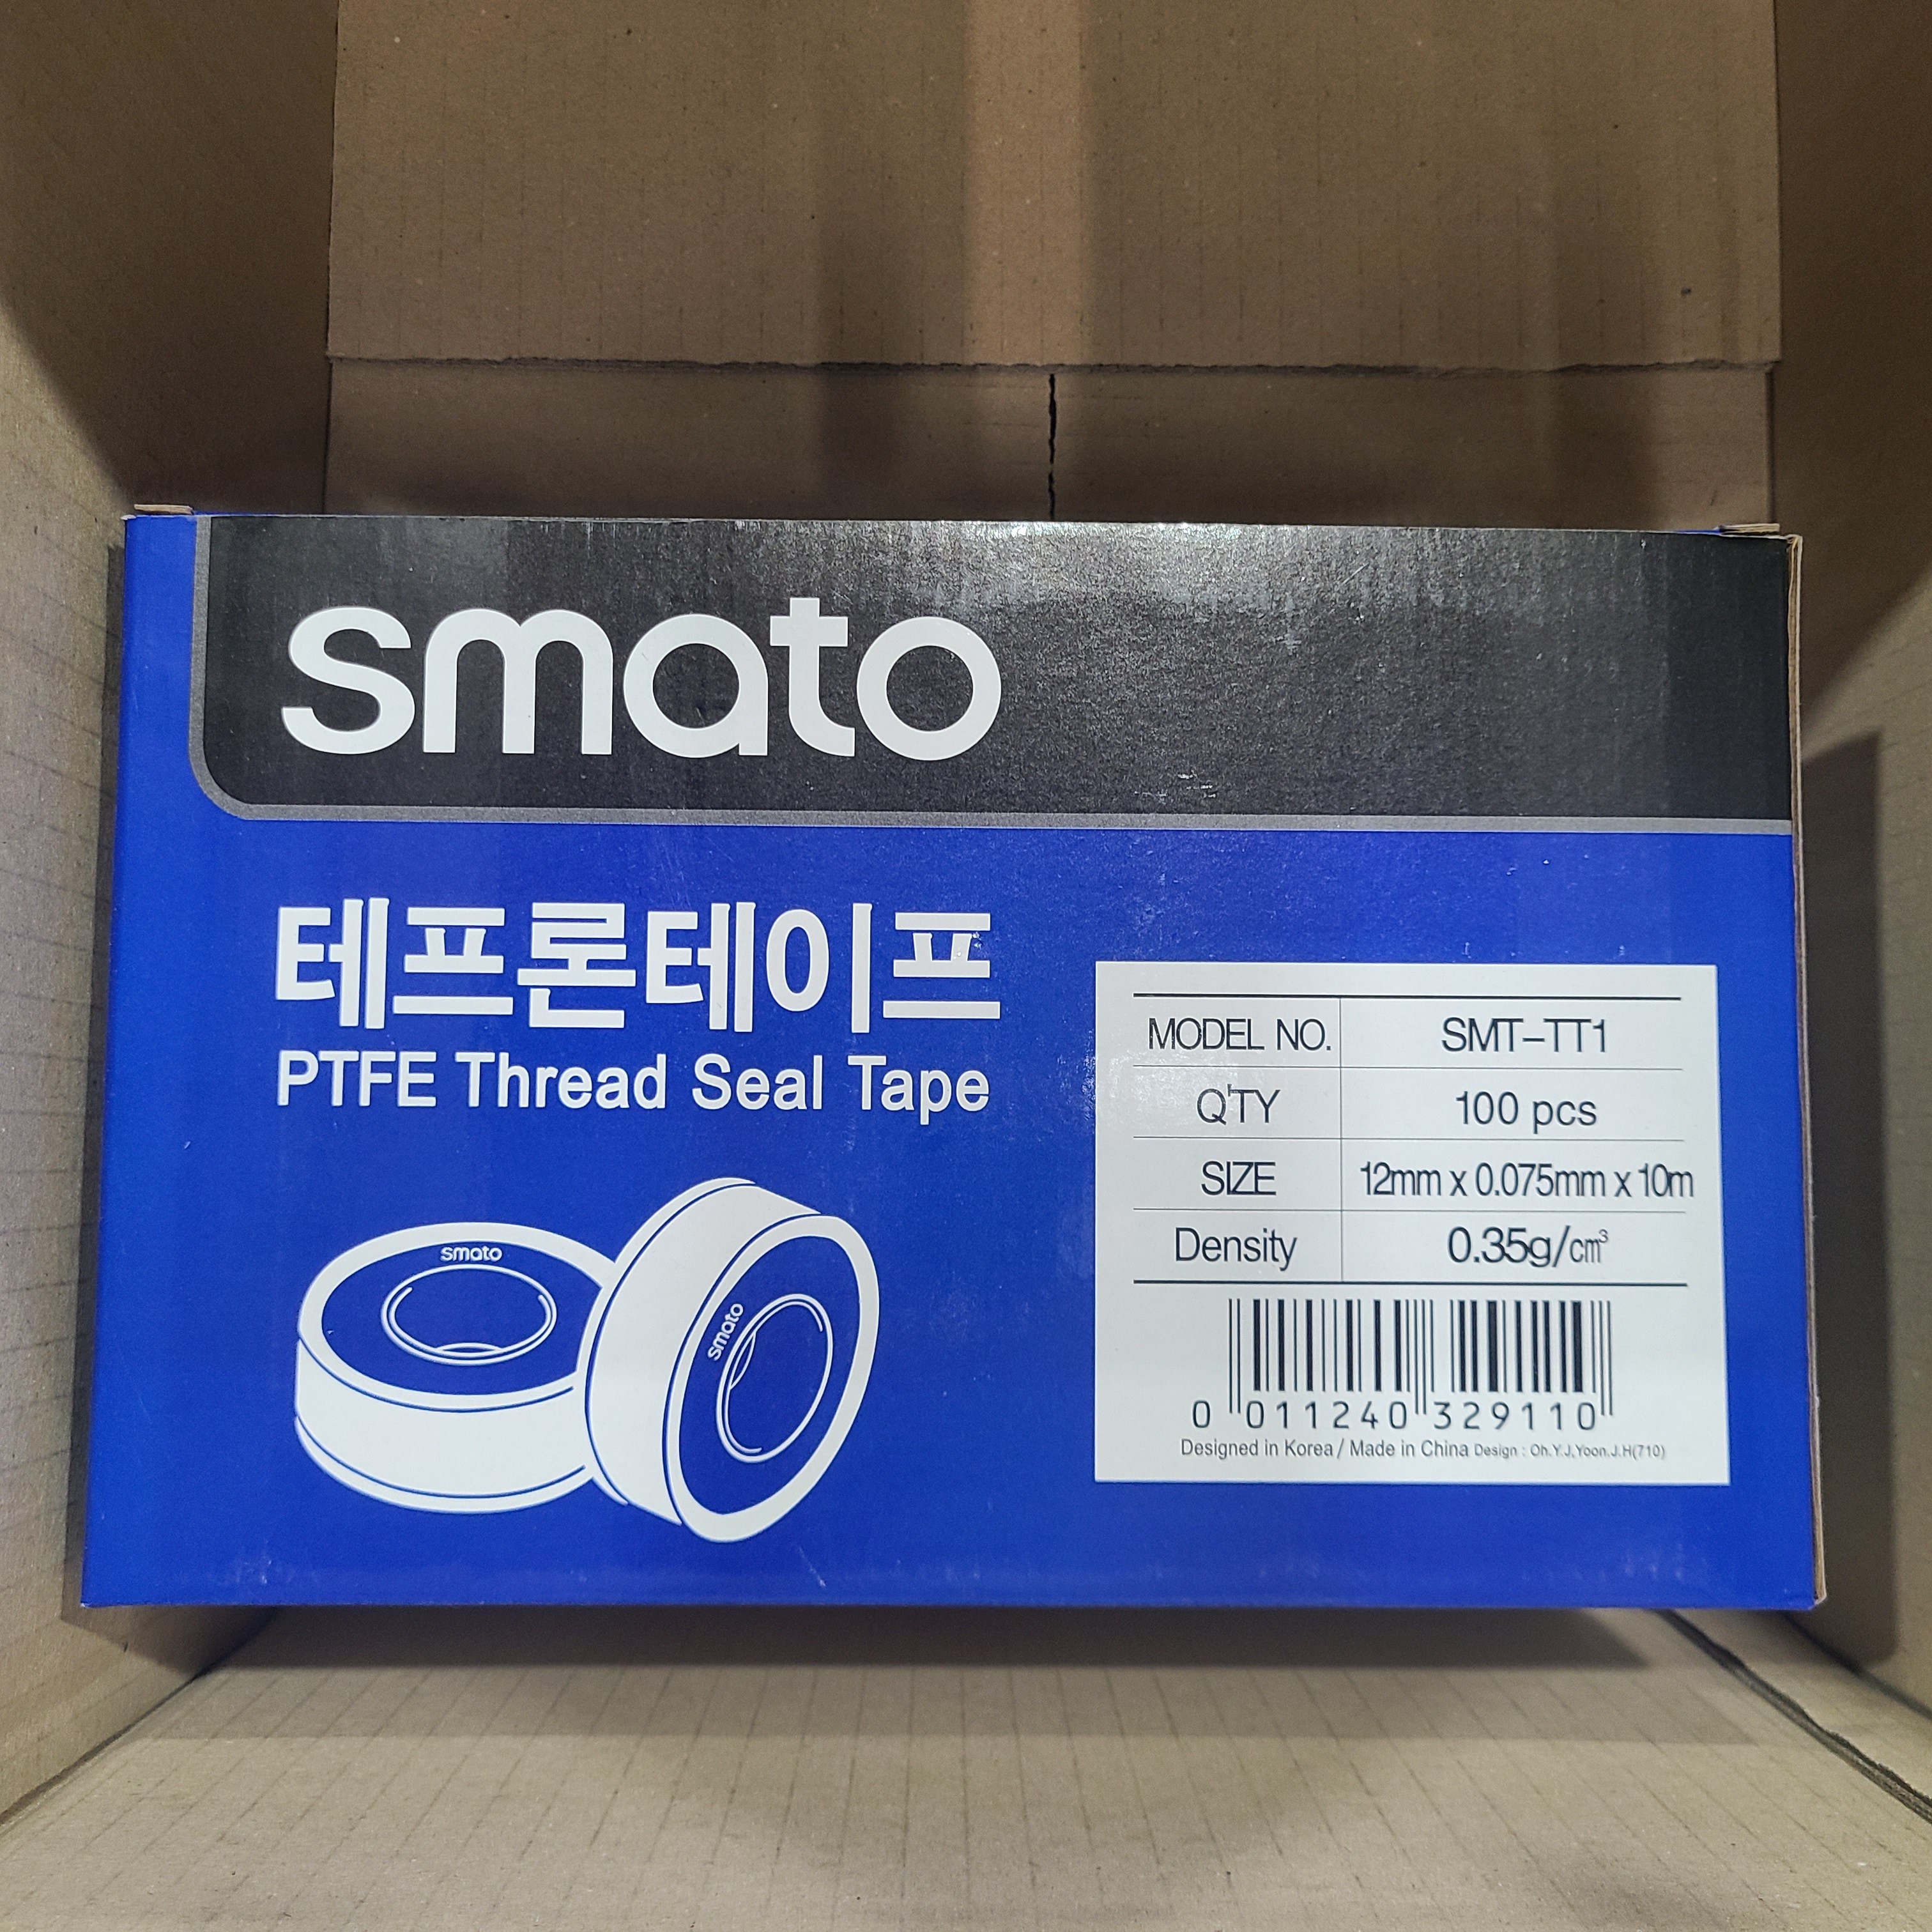 smato
테프론테이프
PTFE Thread Seal Tape
smato
smato
MODEL NO. SMT-TT1
Q'TY 100 pcs
SIZE 12mm x 0.075mm x 10m
Density 0.35g/cm³
0 011240 329110
Designed in Korea / Made in China Design : Oh.Y.J,Yoon.J.H(710)